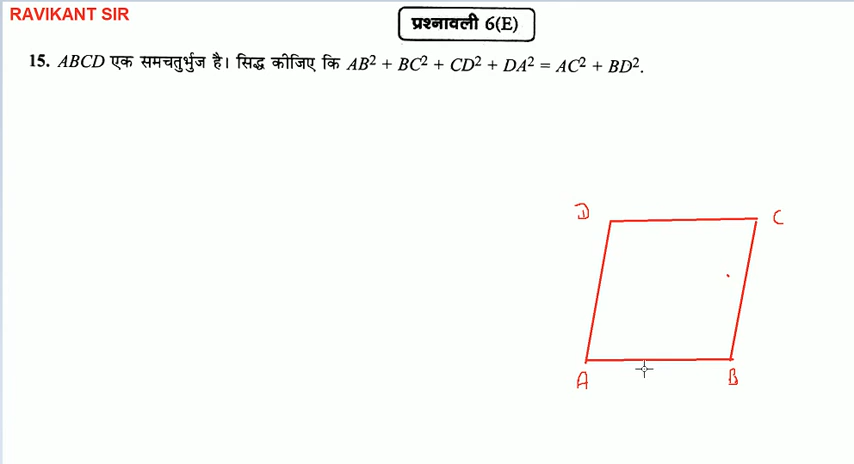 RAVIKANT SIR
प्रश्नावली 6(E)
15. ABCD एक समचतुर्भुज है। सिद्ध कीजिए कि AB² + BC² + CD² + DA² = AC² + BD².
D C
A B